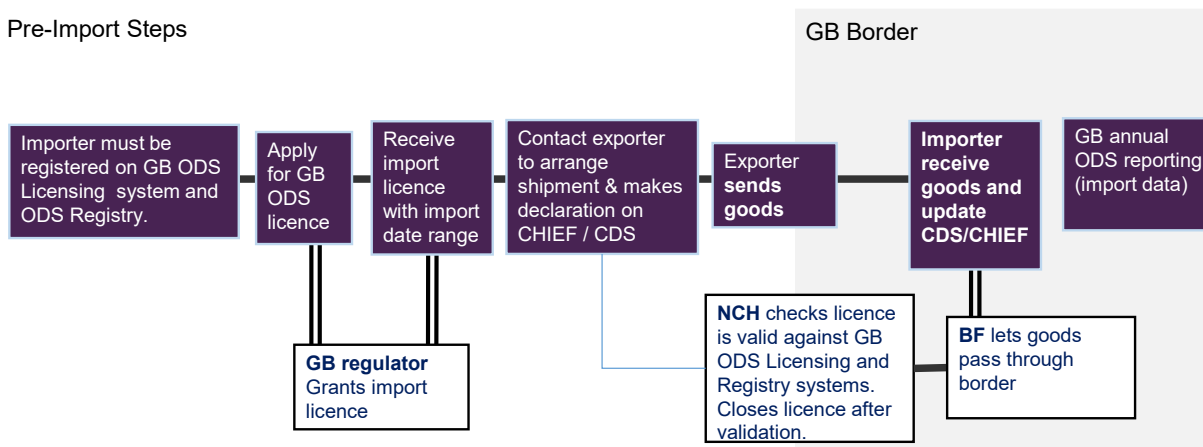 Pre-Import Steps
GB Border
Importer must be
registered on GB ODS
Licensing system and
ODS Registry.
Apply
for GB
ODS
licence
Receive
import
licence
with import
date range
Contact exporter
to arrange
shipment & makes
declaration on
CHIEF / CDS
Exporter
sends
goods
Importer
receive
goods and
update
CDS/CHIEF
GB annual
ODS reporting
(import data)
GB regulator
Grants import
licence
NCH checks licence
is valid against GB
ODS Licensing and
Registry systems.
Closes licence after
validation.
BF lets goods
pass through
border